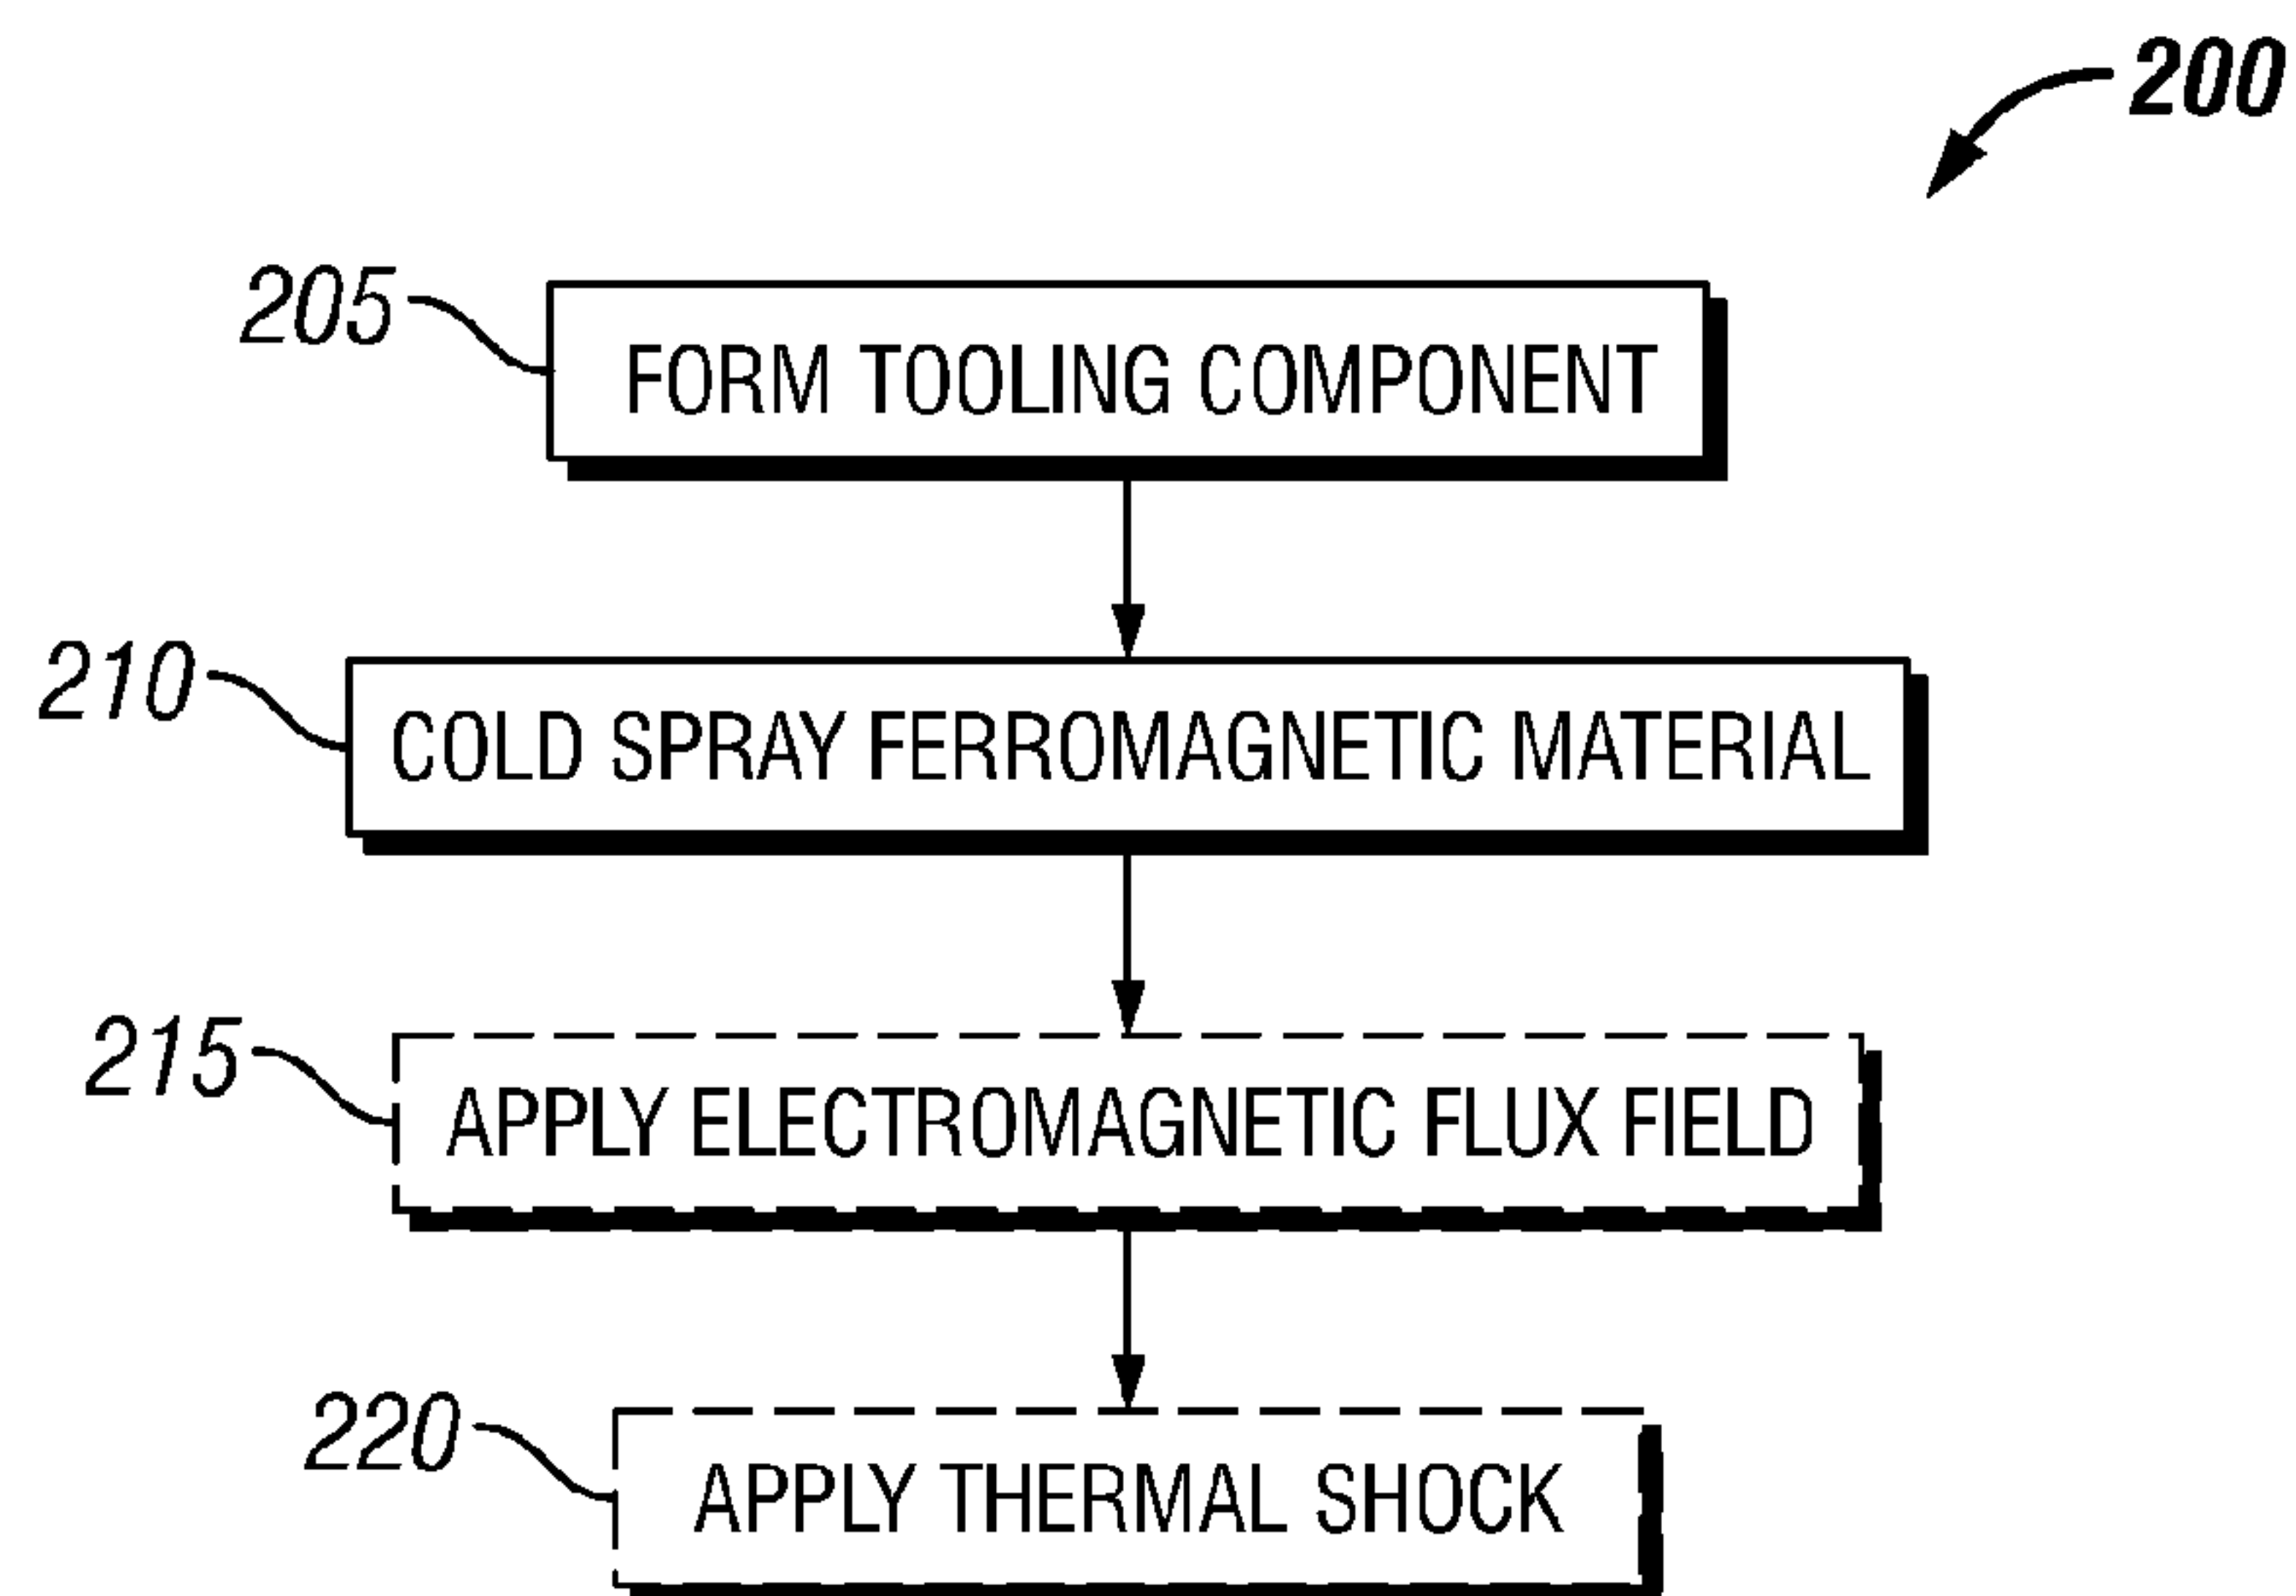 200
205
FORM TOOLING COMPONENT
210
COLD SPRAY FERROMAGNETIC MATERIAL
215
APPLY ELECTROMAGNETIC FLUX FIELD
220
APPLY THERMAL SHOCK